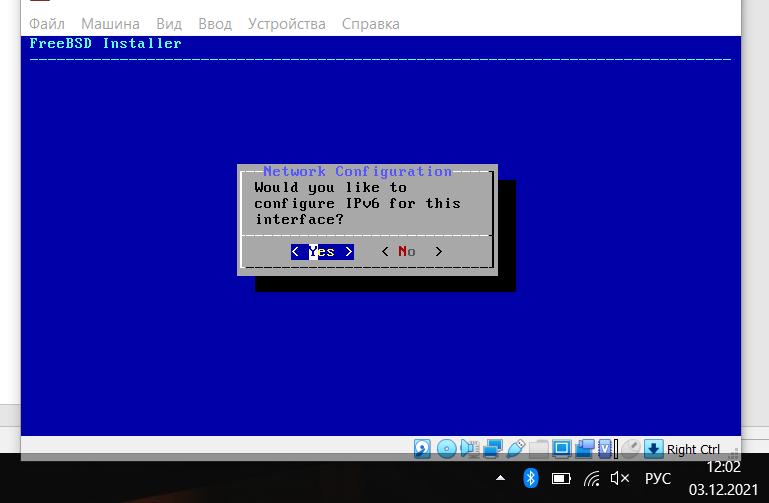 Файл Машина Вид Ввод Устройства Справка
FreeBSD Installer
Network Configuration
Would you like to
configure IPv6 for this
interface?
< Yes > < No >
Right Ctrl
РУС
12:02
03.12.2021